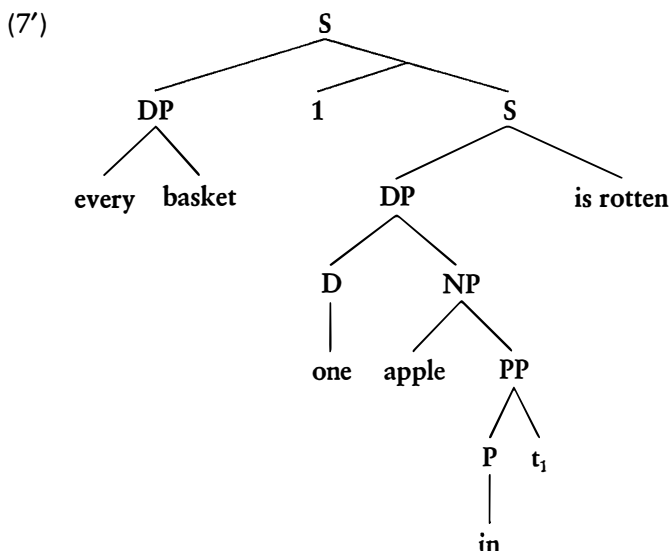 (7′) S
DP 1 S
every basket DP is rotten
D NP
one apple PP
P t₁
in